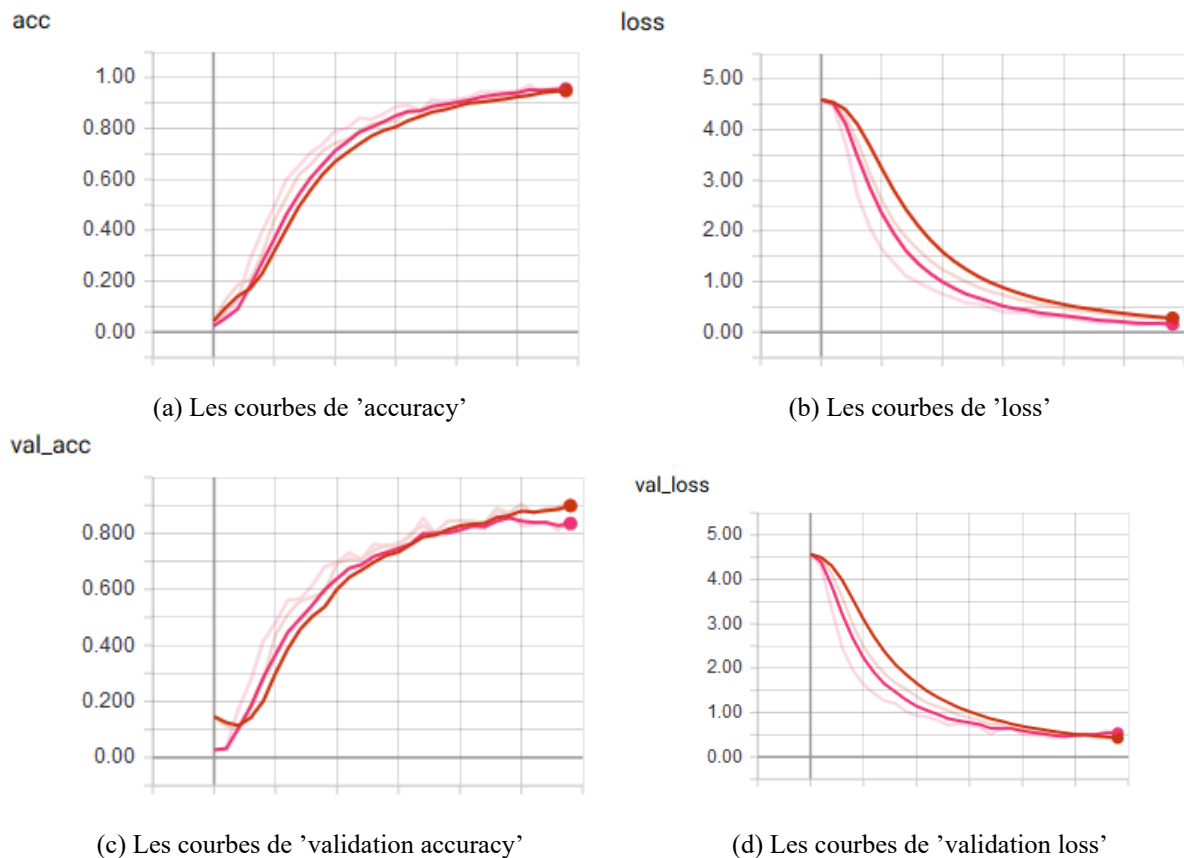 acc
1.00
0.800
0.600
0.400
0.200
0.00
(a) Les courbes de ’accuracy’
loss
5.00
4.00
3.00
2.00
1.00
0.00
(b) Les courbes de ’loss’
val_acc
0.800
0.600
0.400
0.200
0.00
(c) Les courbes de ’validation accuracy’
val_loss
5.00
4.00
3.00
2.00
1.00
0.00
(d) Les courbes de ’validation loss’